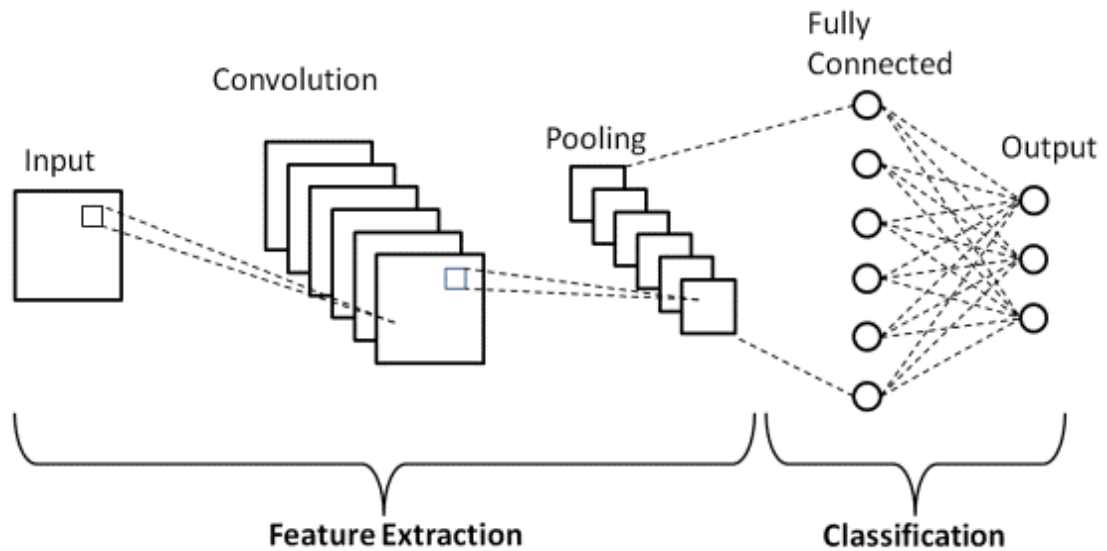 Input
Convolution
Pooling
Fully
Connected
Output
Feature Extraction
Classification